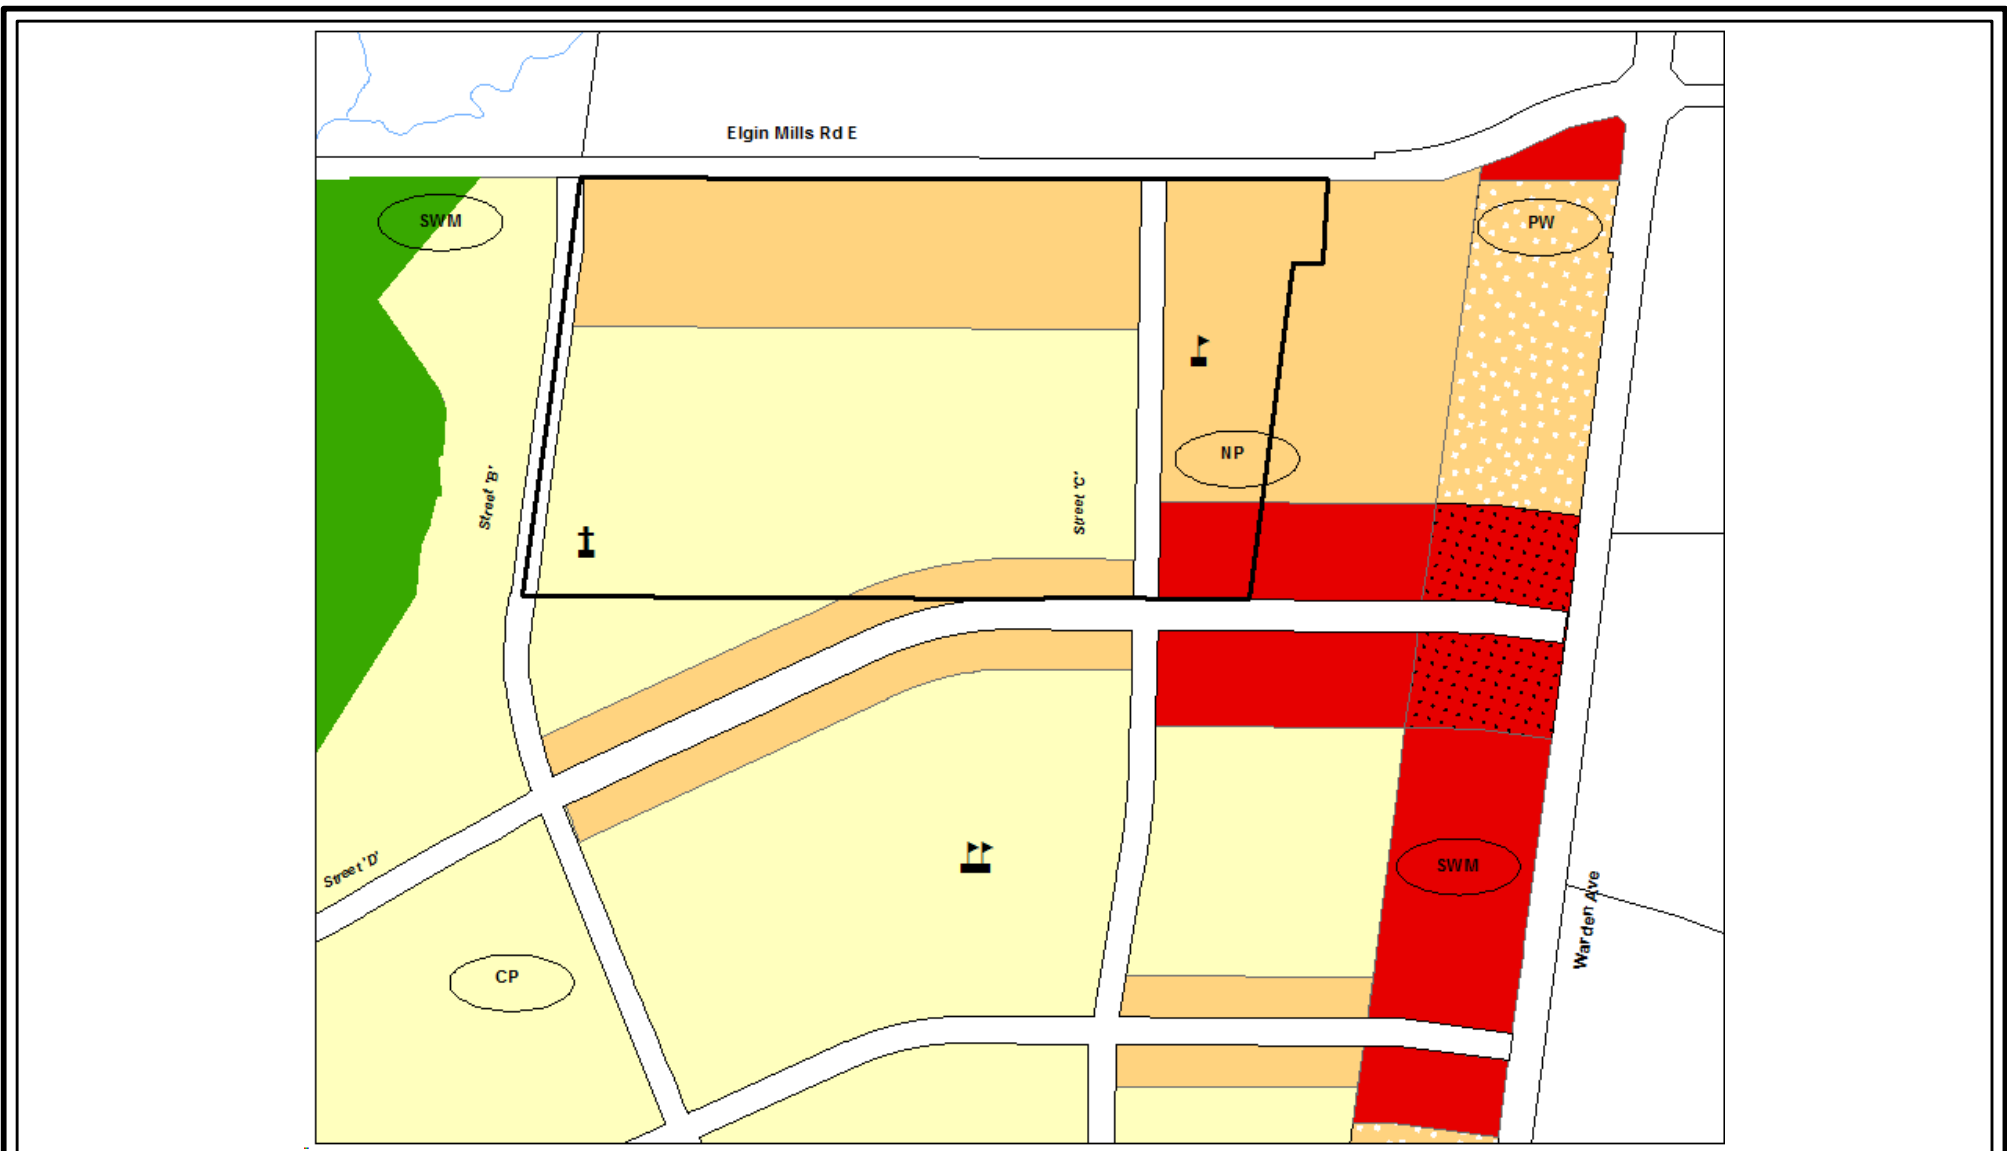 Elgin Mills Rd E
SWM
PW
NP
Street 'B'
Street 'C'
Street 'D'
SWM
Warden Ave
CP